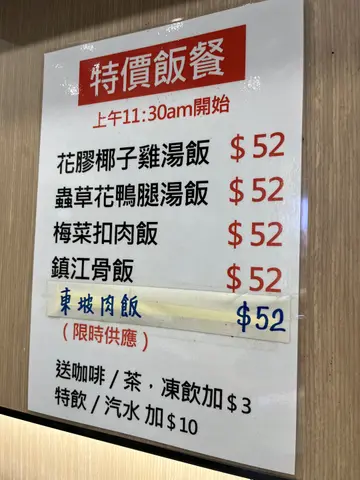 特價飯餐
上午11:30am開始
花膠椰子雞湯飯 $52
蟲草花鴨腿湯飯 $52
梅菜扣肉飯 $52
鎮江骨飯 $52
東坡肉飯 $52
(限時供應)
送咖啡/茶,凍飲加$3
特飲/汽水加$10